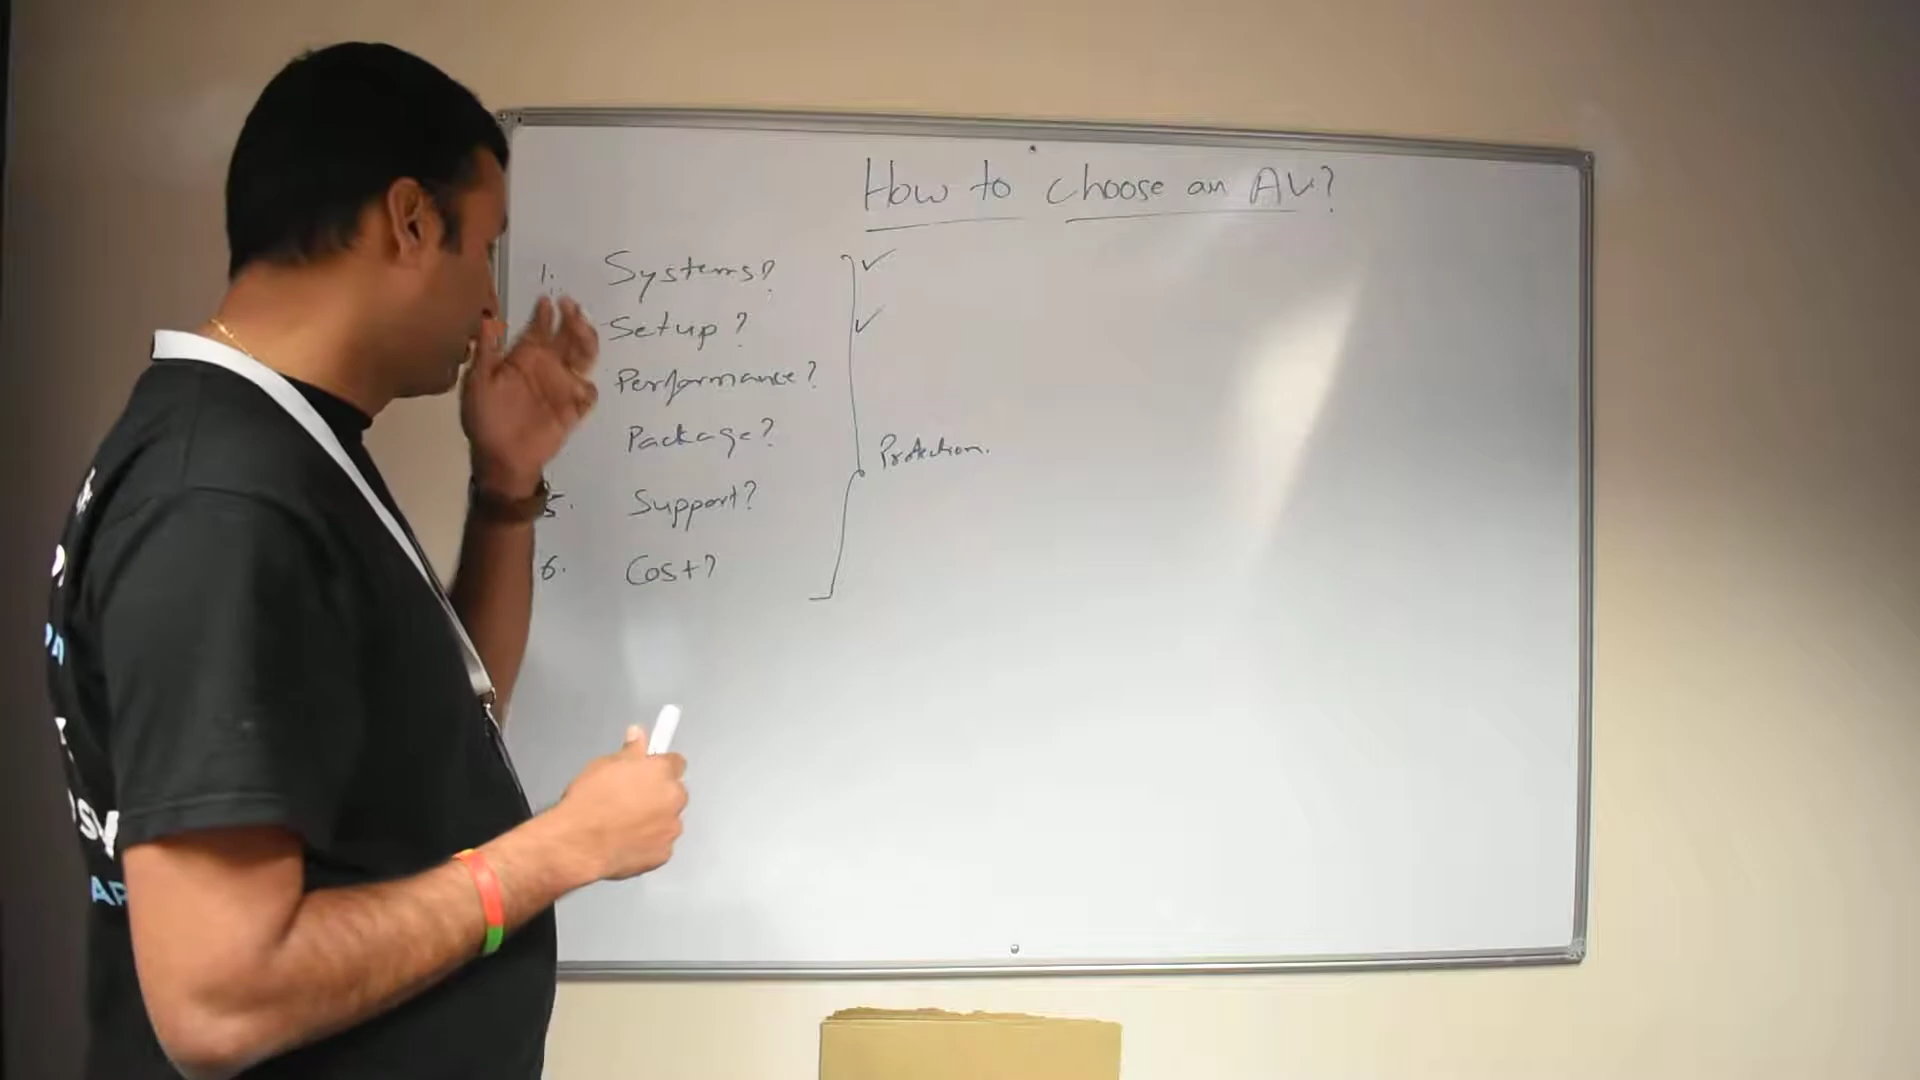 How to choose an AV?
1. Systems?
Setup?
Performance?
Package?
5. Support?
6. Cost?
Protection.